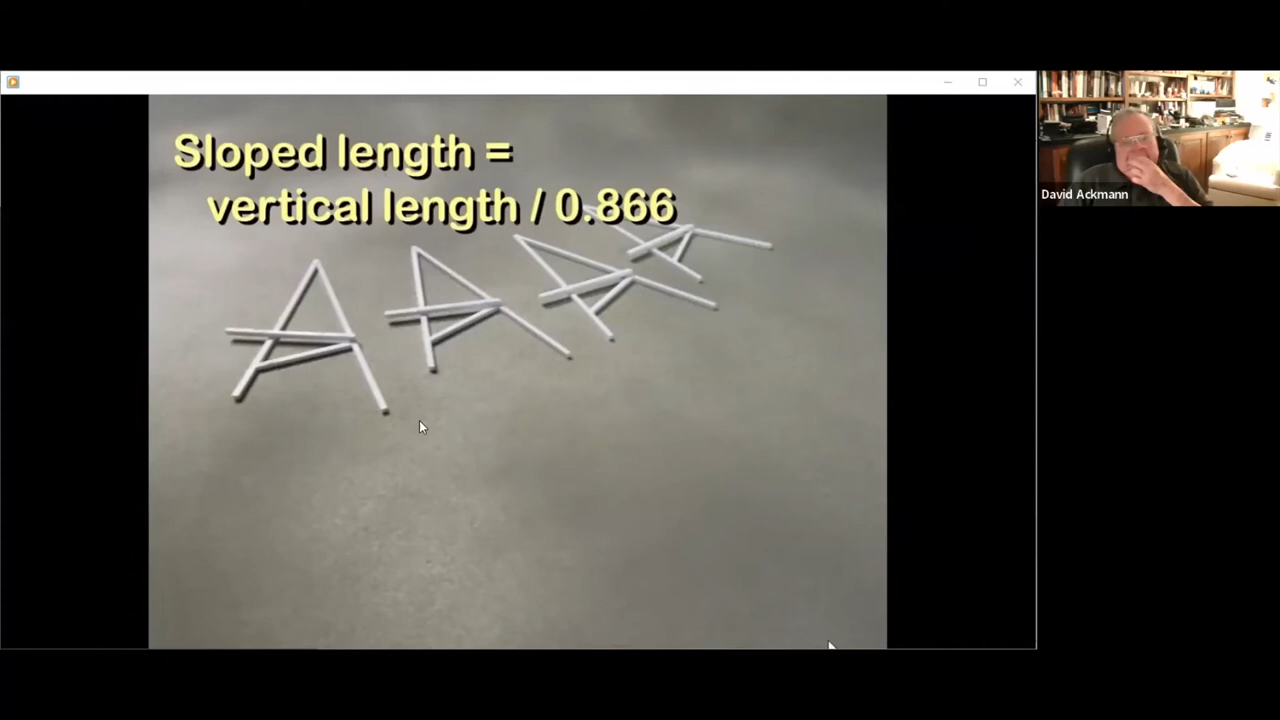 Sloped length =
vertical length / 0.866
David Ackmann